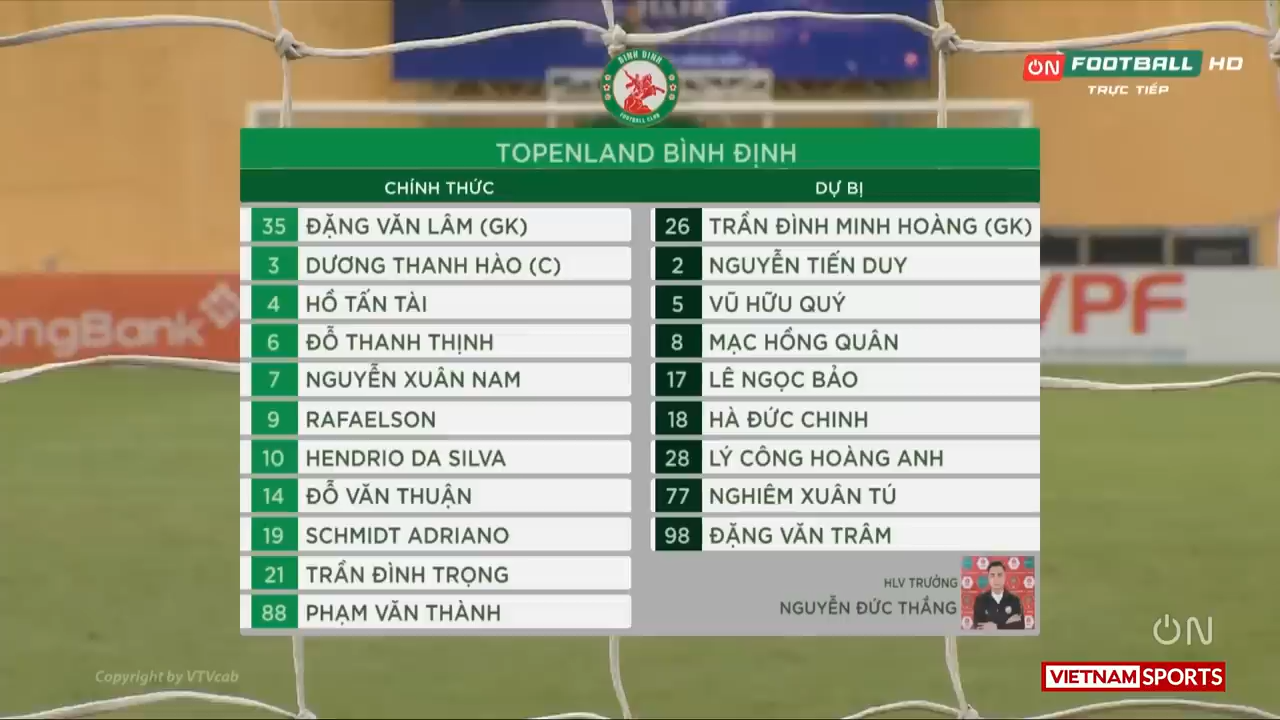 BINH DINH
FOOTBALL CLUB
ON FOOTBALL HD
TRỰC TIẾP
TOPENLAND BÌNH ĐỊNH
CHÍNH THỨC
35 ĐẶNG VĂN LÂM (GK)
3 DƯƠNG THANH HÀO (C)
4 HỒ TẤN TÀI
6 ĐỖ THANH THỊNH
7 NGUYỄN XUÂN NAM
9 RAFAELSON
10 HENDRIO DA SILVA
14 ĐỖ VĂN THUẬN
19 SCHMIDT ADRIANO
21 TRẦN ĐÌNH TRỌNG
88 PHẠM VĂN THÀNH
DỰ BỊ
26 TRẦN ĐÌNH MINH HOÀNG (GK)
2 NGUYỄN TIẾN DUY
5 VŨ HỮU QUÝ
8 MẠC HỒNG QUÂN
17 LÊ NGỌC BẢO
18 HÀ ĐỨC CHINH
28 LÝ CÔNG HOÀNG ANH
77 NGHIÊM XUÂN TÚ
98 ĐẶNG VĂN TRÂM
HLV TRƯỞNG
NGUYỄN ĐỨC THẮNG
ongBank
VPF
ON
Copyright by VTVcab
VIETNAM SPORTS